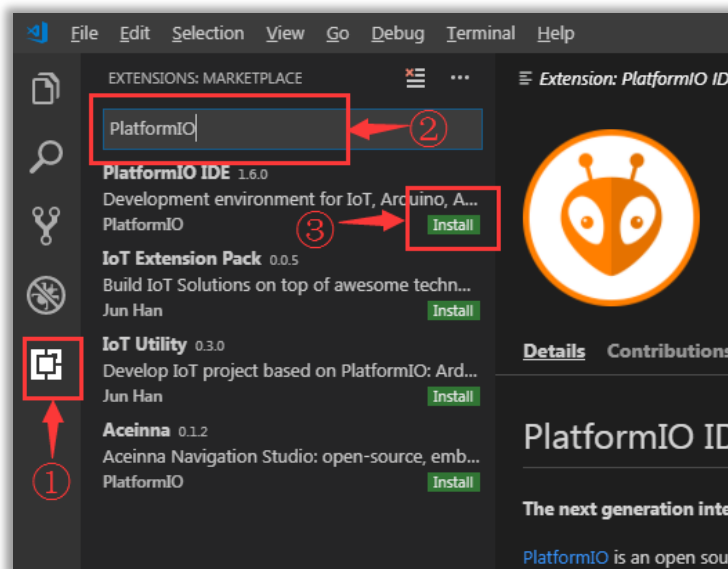 File Edit Selection View Go Debug Terminal Help
EXTENSIONS: MARKETPLACE
Extension: PlatformIO ID
PlatformIO
②
PlatformIO IDE 1.6.0
Development environment for IoT, Arduino, A...
PlatformIO
③
Install
IoT Extension Pack 0.0.5
Build IoT Solutions on top of awesome techn...
Jun Han
Install
IoT Utility 0.3.0
Develop IoT project based on PlatformIO: Ard...
Jun Han
Install
Aceinna 0.1.2
Aceinna Navigation Studio: open-source, emb...
PlatformIO
Install
①
Details Contributions
PlatformIO ID
The next generation inte
PlatformIO is an open sou